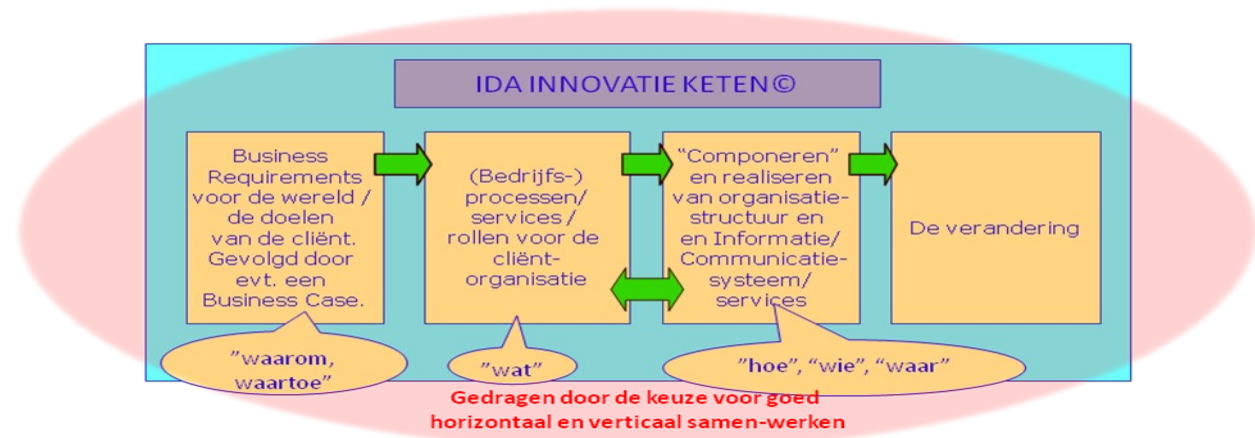 IDA INNOVATIE KETEN©
Business
Requirements
voor de wereld /
de doelen
van de cliënt.
Gevolgd door
evt. een
Business Case.
(Bedrijfs-)
processen/
services /
rollen voor de
cliënt-
organisatie
“Componeren”
en realiseren
van organisatie-
structuur en
en Informatie/
Communicatie-
systeem/
services
De verandering
”waarom,
waartoe”
”wat”
”hoe”, “wie”, “waar”
Gedragen door de keuze voor goed
horizontaal en verticaal samen-werken